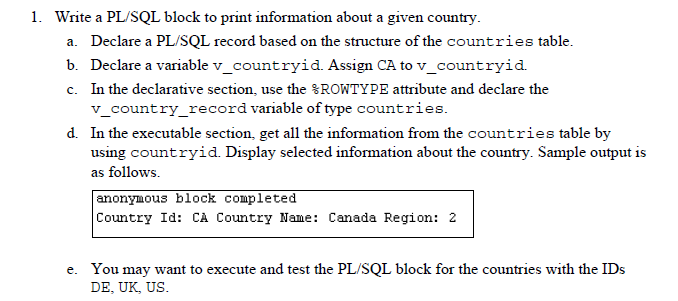 1. Write a PL/SQL block to print information about a given country.
a. Declare a PL/SQL record based on the structure of the countries table.
b. Declare a variable v_countryid. Assign CA to v_countryid.
c. In the declarative section, use the %ROWTYPE attribute and declare the
v_country_record variable of type countries.
d. In the executable section, get all the information from the countries table by
using countryid. Display selected information about the country. Sample output is
as follows.
anonymous block completed
Country Id: CA Country Name: Canada Region: 2
e. You may want to execute and test the PL/SQL block for the countries with the IDs
DE, UK, US.